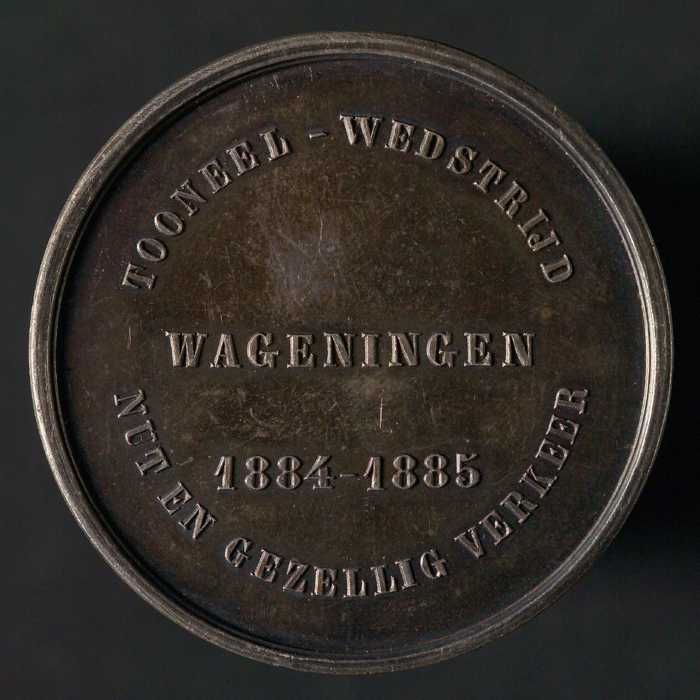 TOONEEL - WEDSTRIJD
WAGENINGEN
1884-1885
NUT EN GEZELLIG VERKEER